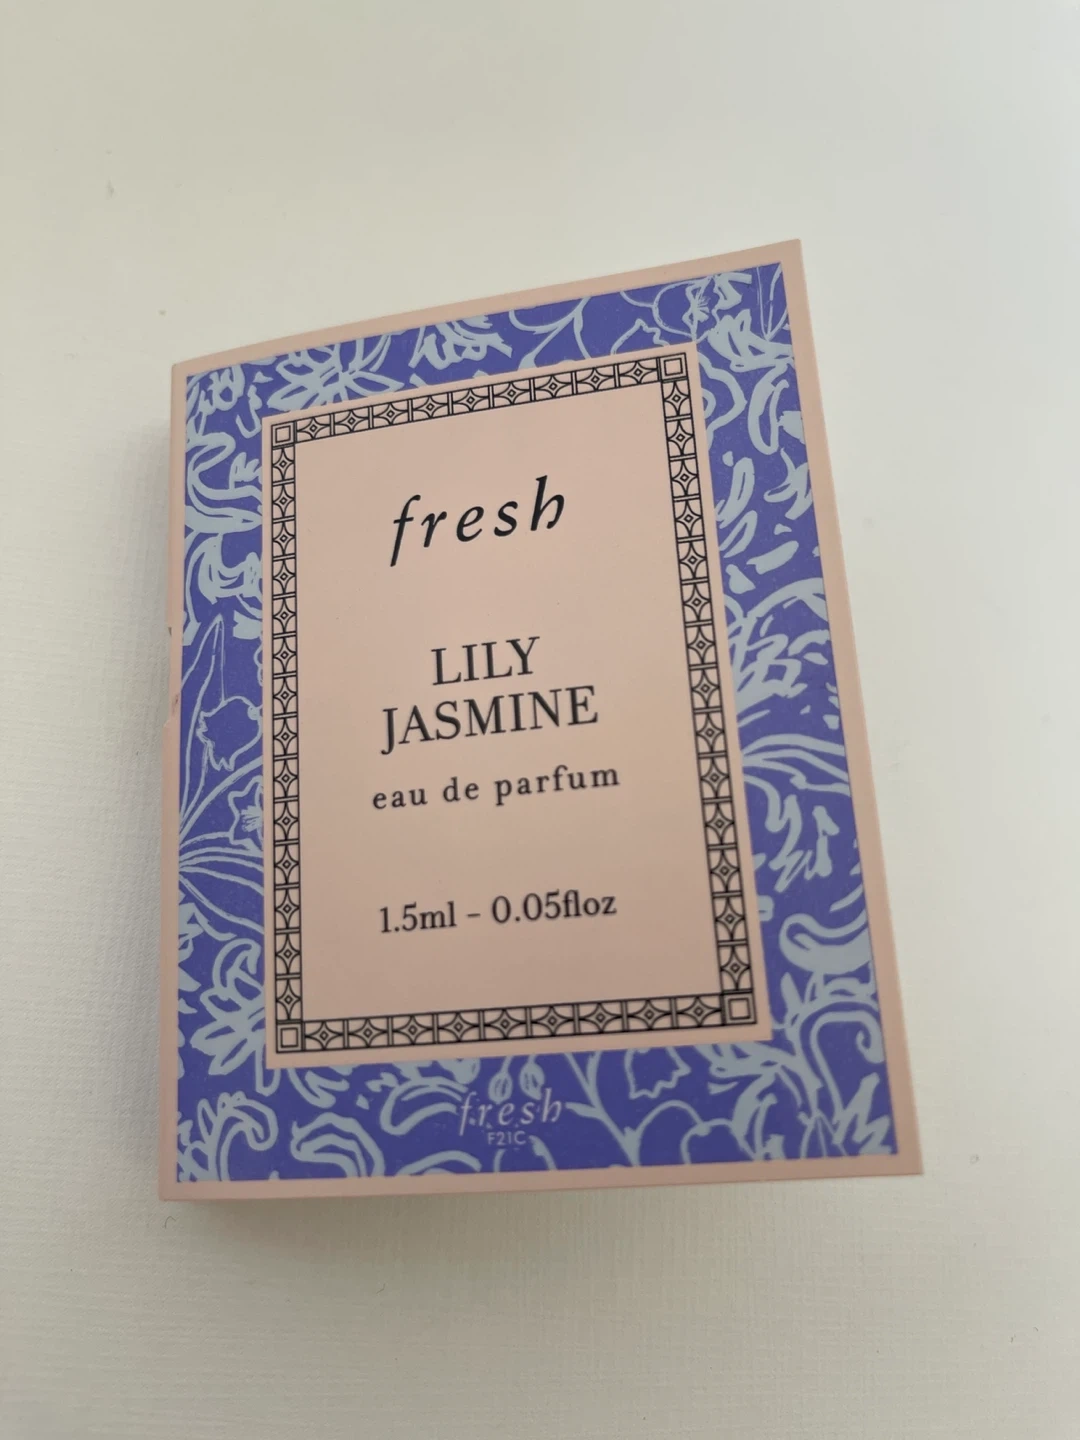 fresh
LILY
JASMINE
eau de parfum
1.5ml - 0.05floz
fresh
F21C